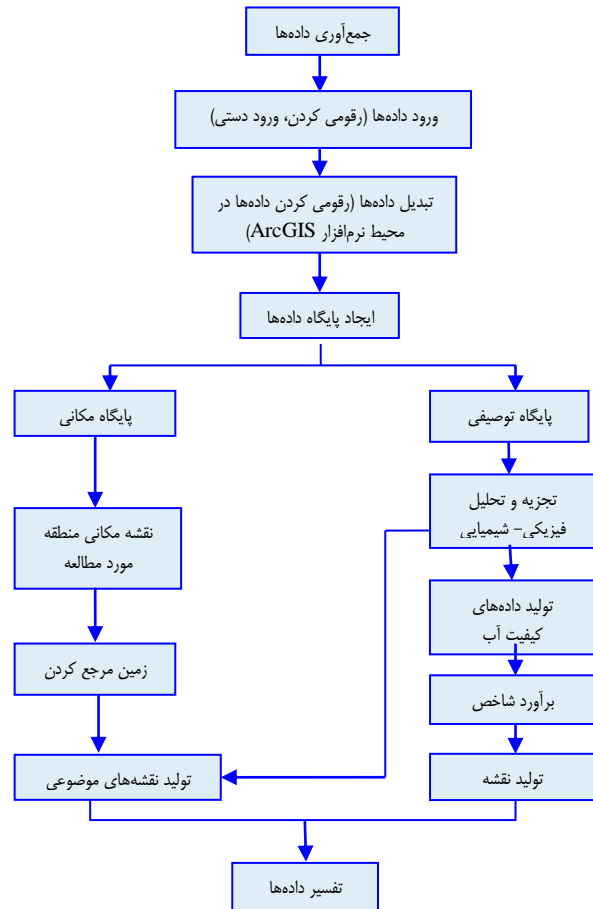 جمع‌آوری داده‌ها
ورود داده‌ها (رقومی کردن، ورود دستی)
تبدیل داده‌ها (رقومی کردن داده‌ها در
محیط نرم‌افزار ArcGIS)
ایجاد پایگاه داده‌ها
پایگاه توصیفی
پایگاه مکانی
تجزیه و تحلیل
فیزیکی– شیمیایی
نقشه مکانی منطقه
مورد مطالعه
تولید داده‌های
کیفیت آب
زمین مرجع کردن
برآورد شاخص
تولید نقشه
تولید نقشه‌های موضوعی
تفسیر داده‌ها